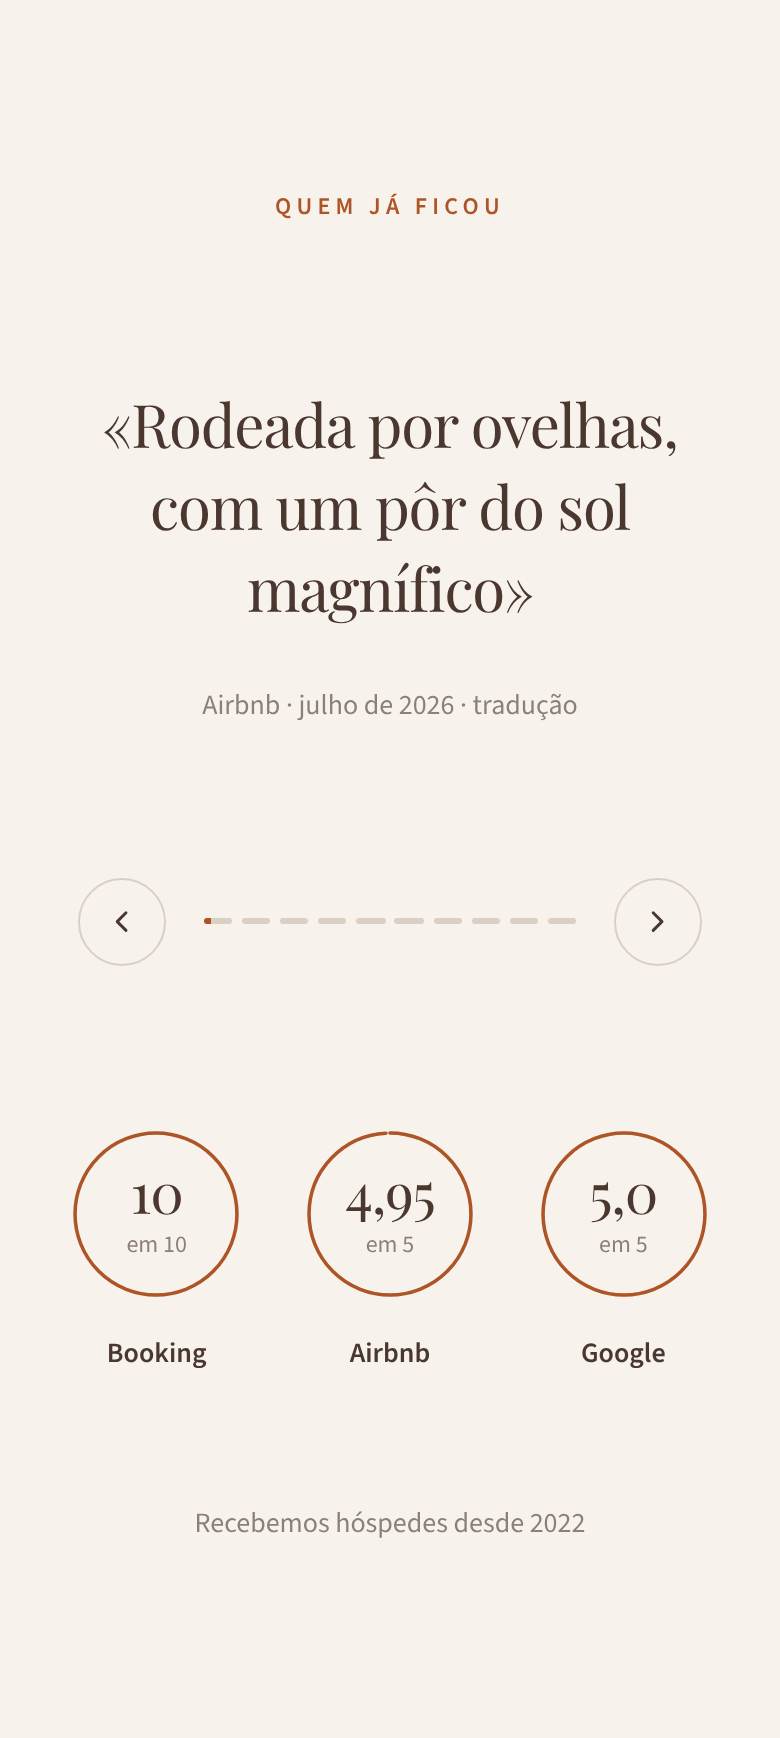 QUEM JÁ FICOU
«Rodeada por ovelhas,
com um pôr do sol
magnífico»
Airbnb · julho de 2026 · tradução
10
em 10
Booking
4,95
em 5
Airbnb
5,0
em 5
Google
Recebemos hóspedes desde 2022